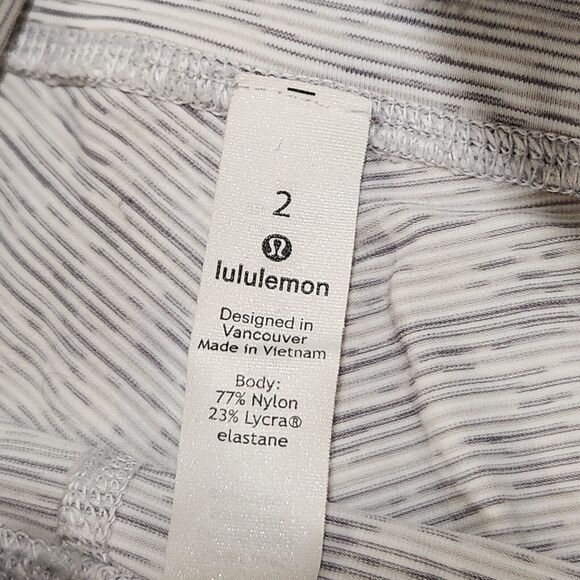 2
lululemon
Designed in
Vancouver
Made in Vietnam
Body:
77% Nylon
23% Lycra®
elastane